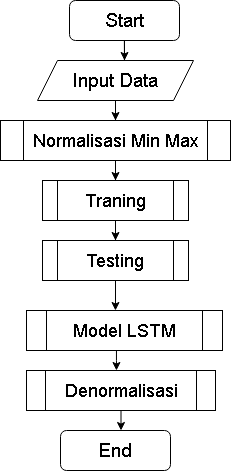 Start
Input Data
Normalisasi Min Max
Traning
Testing
Model LSTM
Denormalisasi
End